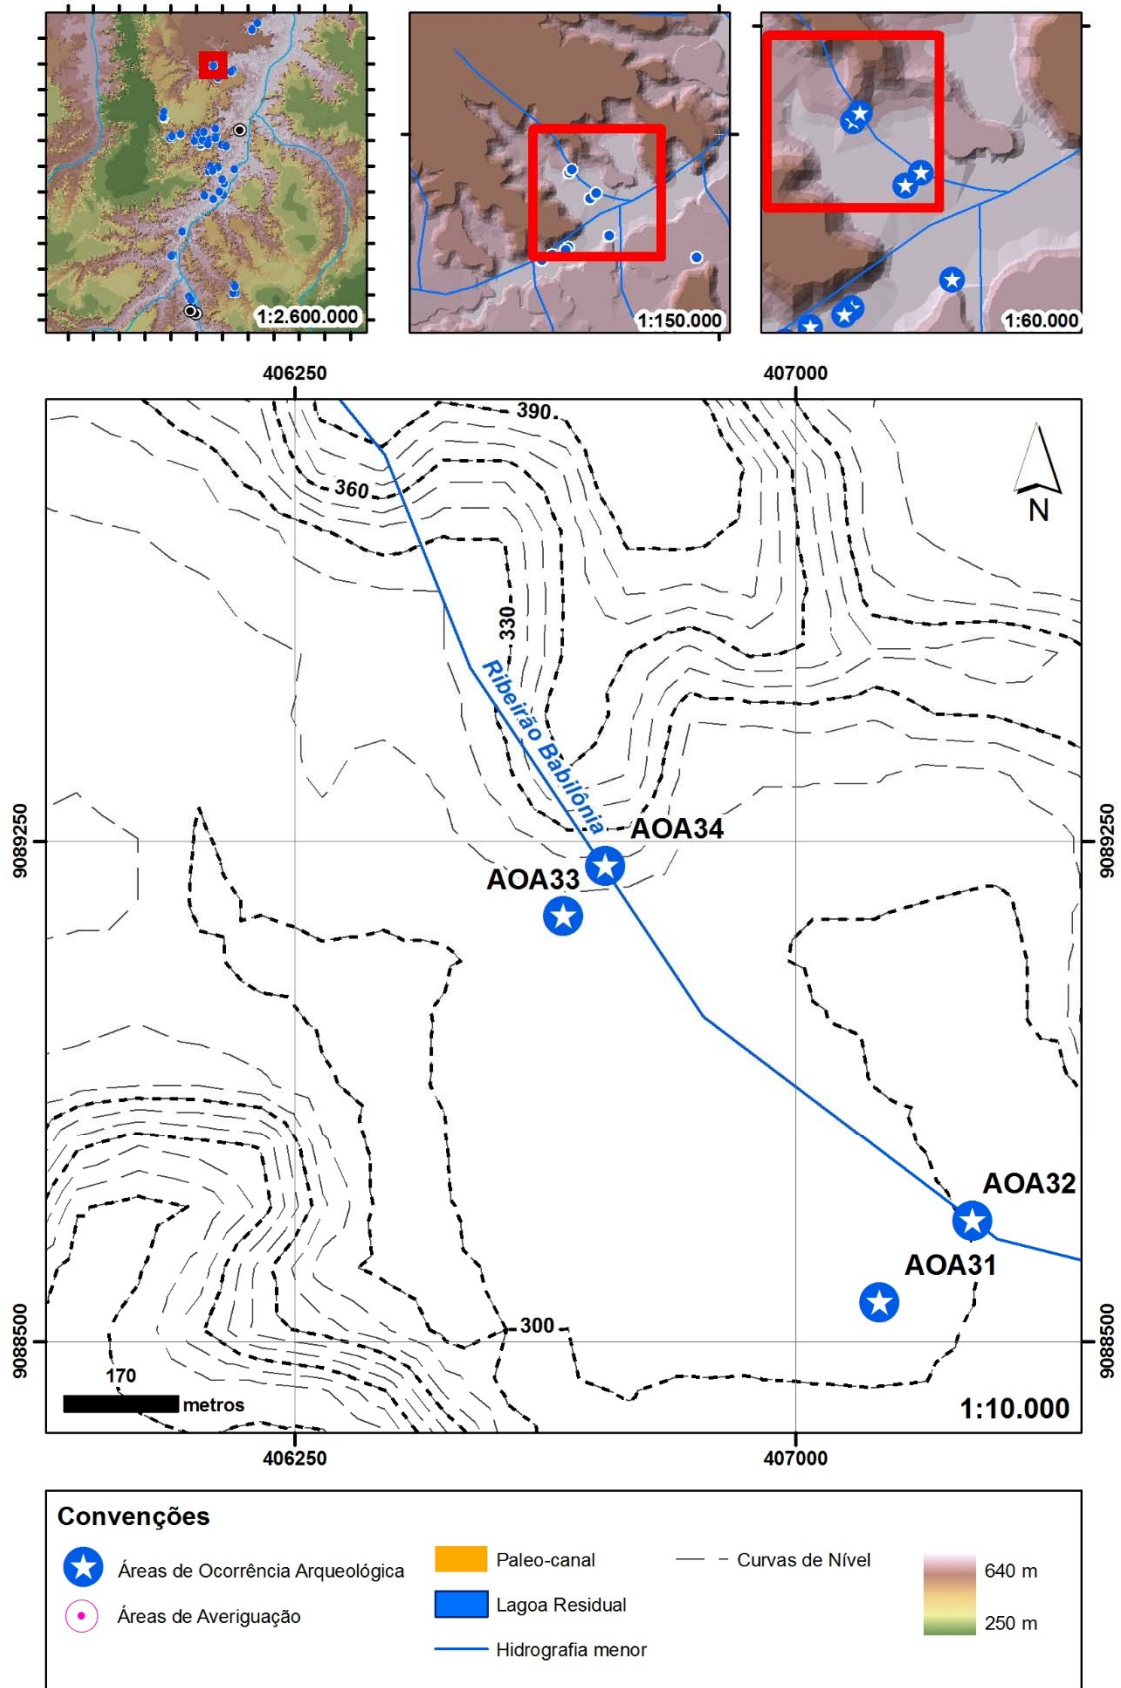 1:2.600.000
1:150.000
1:60.000
406250
407000
390
360
N
330
Ribeirão Babilônia
9089250
9089250
AOA34
AOA33
AOA32
AOA31
300
9088500
9088500
170
metros
1:10.000
406250
407000
Convenções
Áreas de Ocorrência Arqueológica
Áreas de Averiguação
Paleo-canal
Lagoa Residual
Hidrografia menor
Curvas de Nível
640 m
250 m